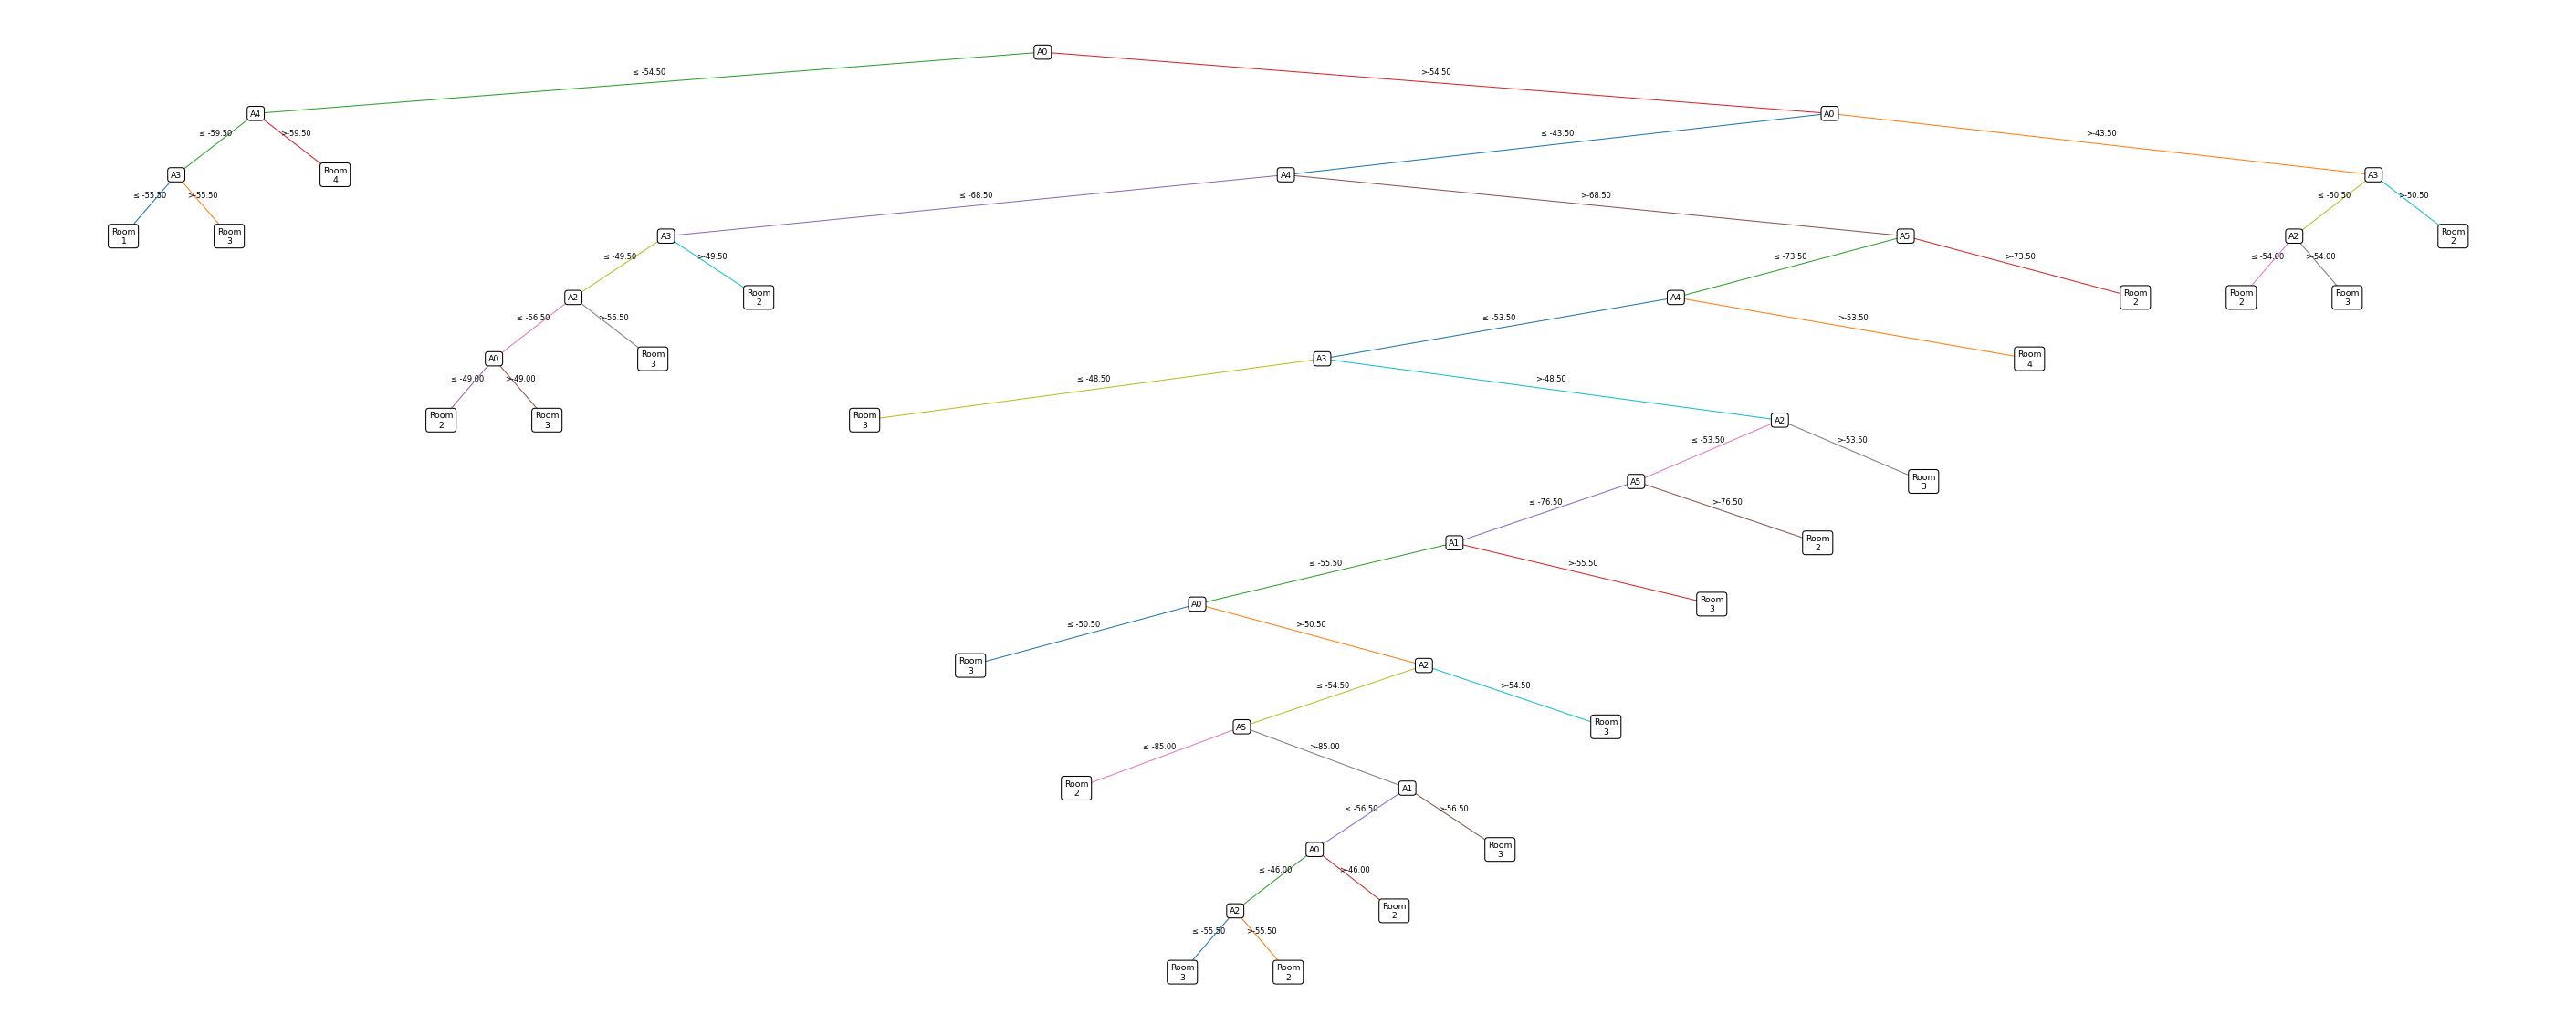 A0
≤ -54.50
>-54.50
A4
A0
≤ -59.50
>-59.50
≤ -43.50
>-43.50
A3
Room
4
A4
A3
≤ -55.50
>-55.50
≤ -68.50
>-68.50
≤ -50.50
>-50.50
Room
1
Room
3
A3
A5
A2
Room
2
≤ -49.50
>-49.50
≤ -73.50
>-73.50
≤ -54.00
>-54.00
A2
Room
2
A4
Room
2
Room
2
Room
3
≤ -56.50
>-56.50
≤ -53.50
>-53.50
A0
Room
3
A3
Room
4
≤ -49.00
>-49.00
≤ -48.50
>-48.50
Room
2
Room
3
Room
3
A2
≤ -53.50
>-53.50
A5
Room
3
≤ -76.50
>-76.50
A1
Room
2
≤ -55.50
>-55.50
A0
Room
3
≤ -50.50
>-50.50
Room
3
A2
≤ -54.50
>-54.50
A5
Room
3
≤ -85.00
>-85.00
Room
2
A1
≤ -56.50
>-56.50
A0
Room
3
≤ -46.00
>-46.00
A2
Room
2
≤ -55.50
>-55.50
Room
3
Room
2